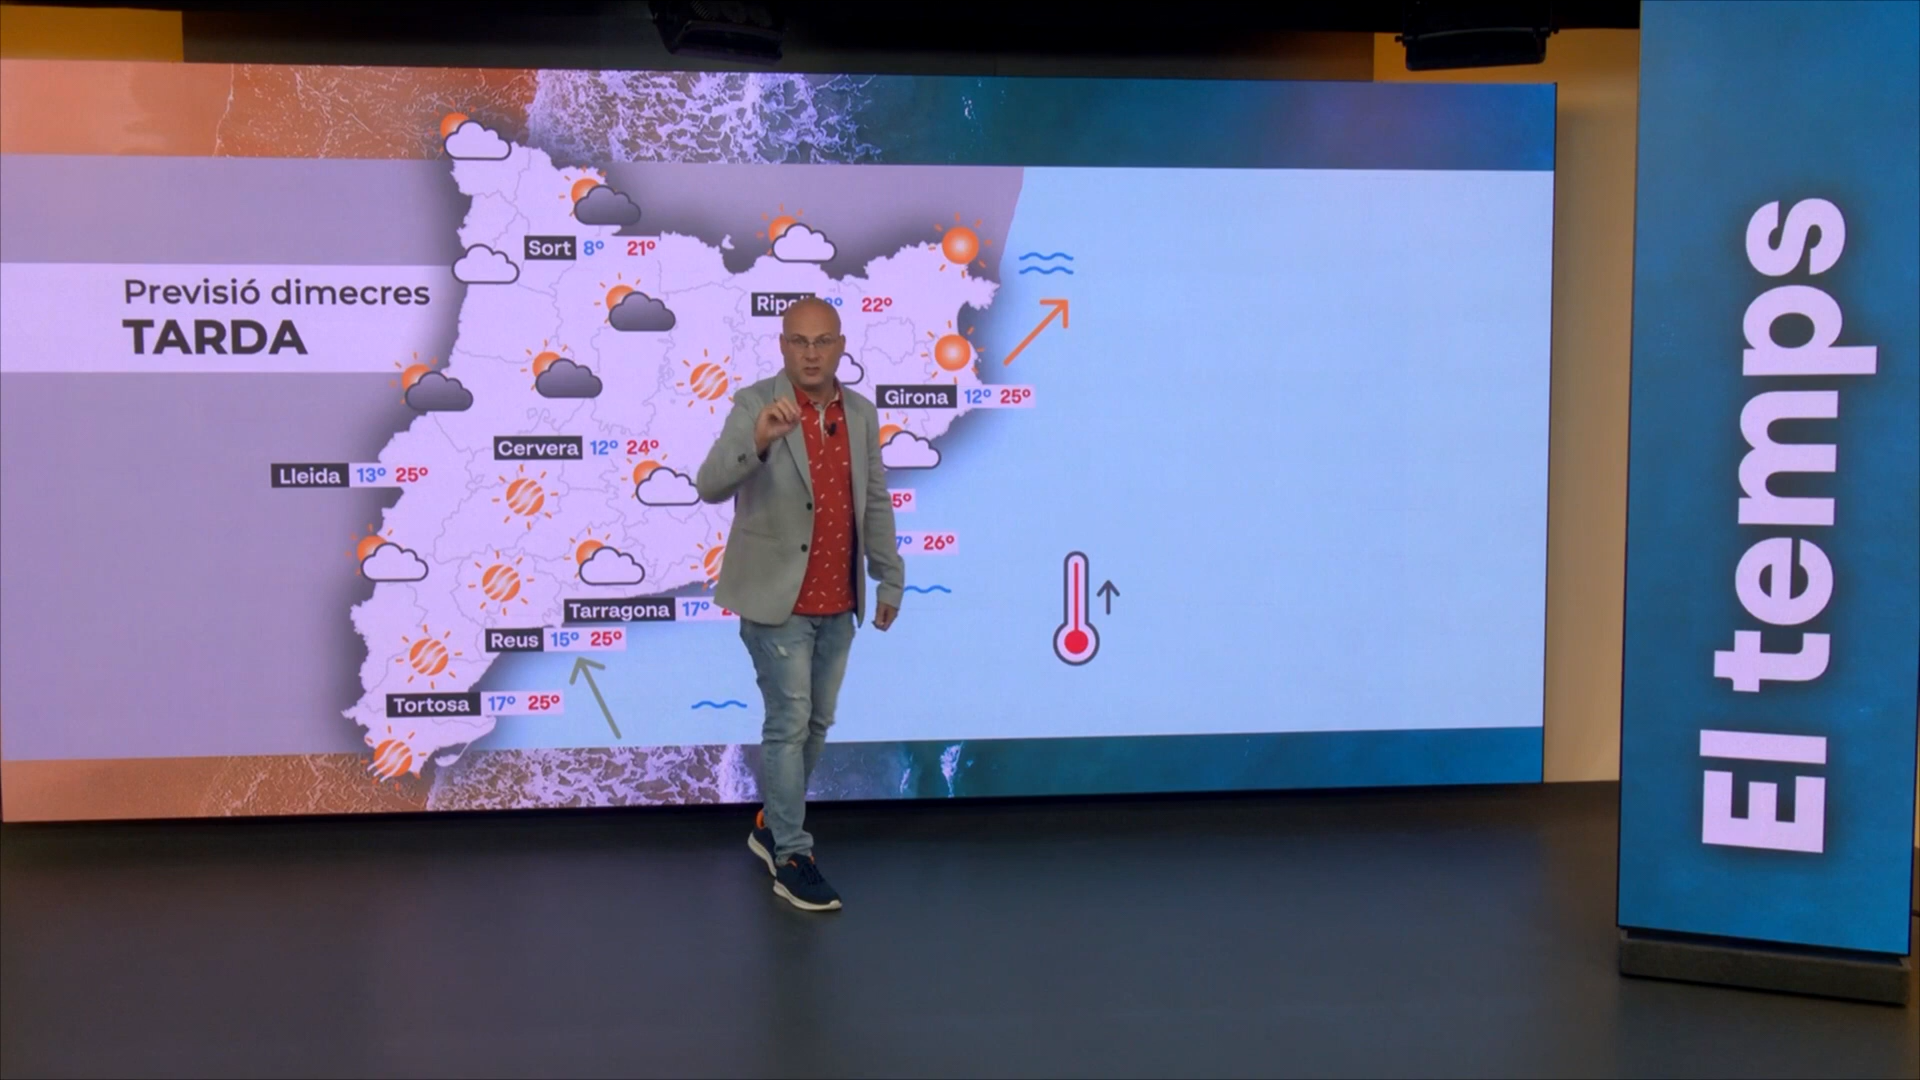 Previsió dimecres
TARDA
Sort 8º 21º
22º
Girona 12º 25º
Cervera 12º 24º
Lleida 13º 25º
26º
Tarragona 17º
Reus 15º 25º
Tortosa 17º 25º
El temps